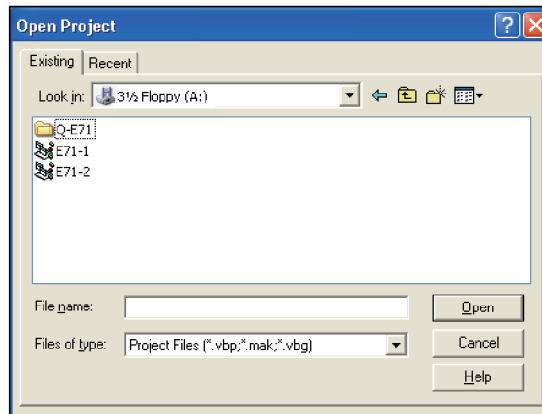 Open Project
Existing Recent
Look in: 3½ Floppy (A:)
Q-E71
E71-1
E71-2
File name: Open
Files of type: Project Files (*.vbp;*.mak;*.vbg) Cancel
Help